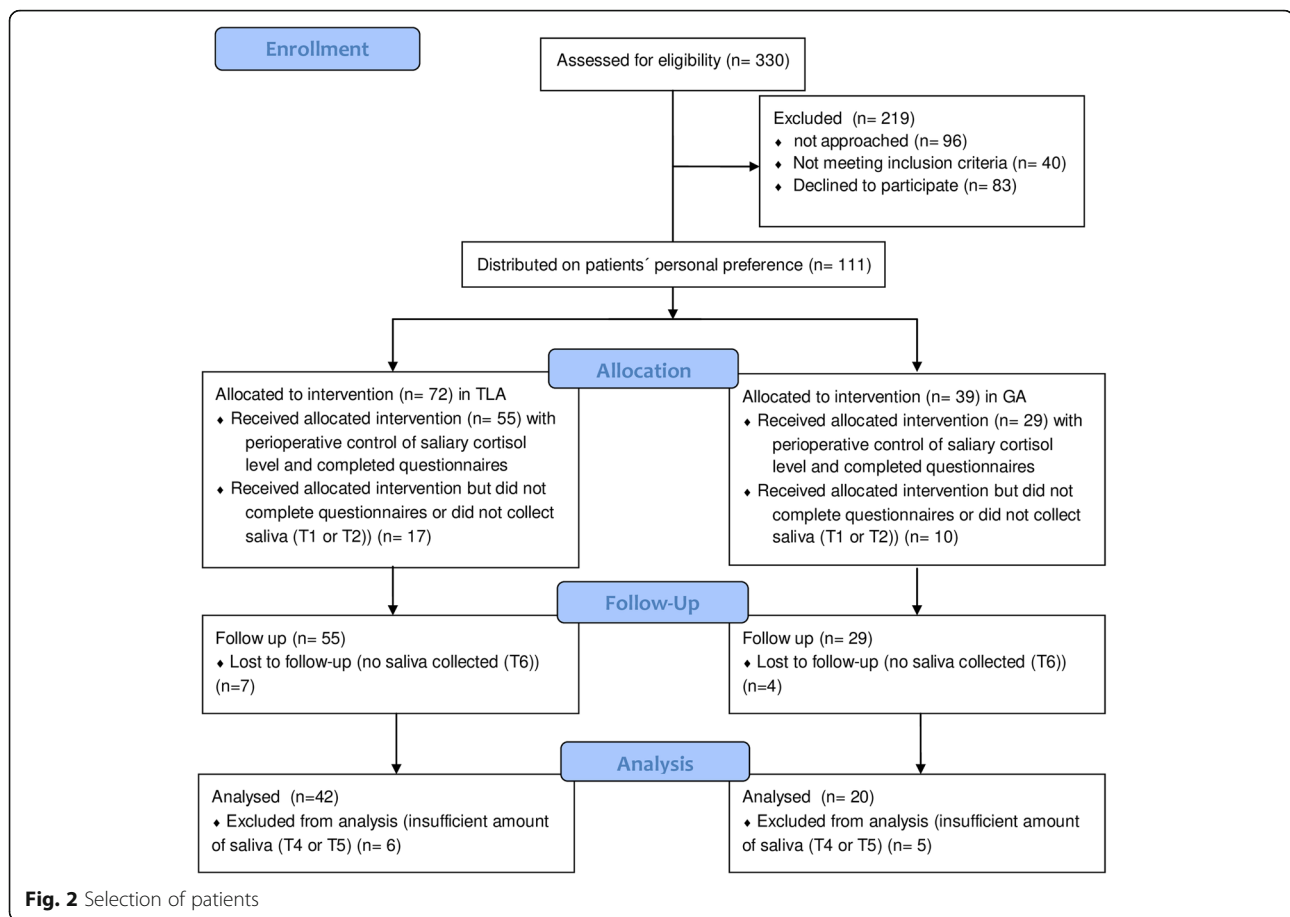 Enrollment
Assessed for eligibility (n= 330)
Excluded (n= 219)
♦ not approached (n= 96)
♦ Not meeting inclusion criteria (n= 40)
♦ Declined to participate (n= 83)
Distributed on patients´ personal preference (n= 111)
Allocation
Allocated to intervention (n= 72) in TLA
♦ Received allocated intervention (n= 55) with
perioperative control of saliary cortisol
level and completed questionnaires
♦ Received allocated intervention but did not
complete questionnaires or did not collect
saliva (T1 or T2)) (n= 17)
Allocated to intervention (n= 39) in GA
♦ Received allocated intervention (n= 29) with
perioperative control of saliary cortisol
level and completed questionnaires
♦ Received allocated intervention but did not
complete questionnaires or did not collect
saliva (T1 or T2)) (n= 10)
Follow-Up
Follow up (n= 55)
♦ Lost to follow-up (no saliva collected (T6))
(n=7)
Follow up (n= 29)
♦ Lost to follow-up (no saliva collected (T6))
(n=4)
Analysis
Analysed (n=42)
♦ Excluded from analysis (insufficient amount
of saliva (T4 or T5) (n= 6)
Analysed (n= 20)
♦ Excluded from analysis (insufficient amount
of saliva (T4 or T5) (n= 5)
Fig. 2 Selection of patients